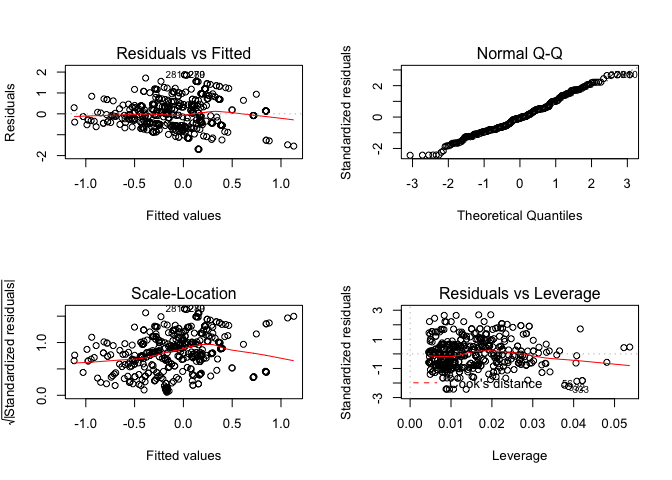 Residuals vs Fitted
Residuals
2
1
0
-2
-1.0
-0.5
0.0
0.5
1.0
Fitted values
Normal Q-Q
Standardized residuals
2
0
-2
-3
-2
-1
0
1
2
3
Theoretical Quantiles
Scale-Location
√|Standardized residuals|
1.0
0.0
-1.0
-0.5
0.0
0.5
1.0
Fitted values
Residuals vs Leverage
Standardized residuals
3
1
-1
-3
Cook's distance
0.00
0.01
0.02
0.03
0.04
0.05
Leverage